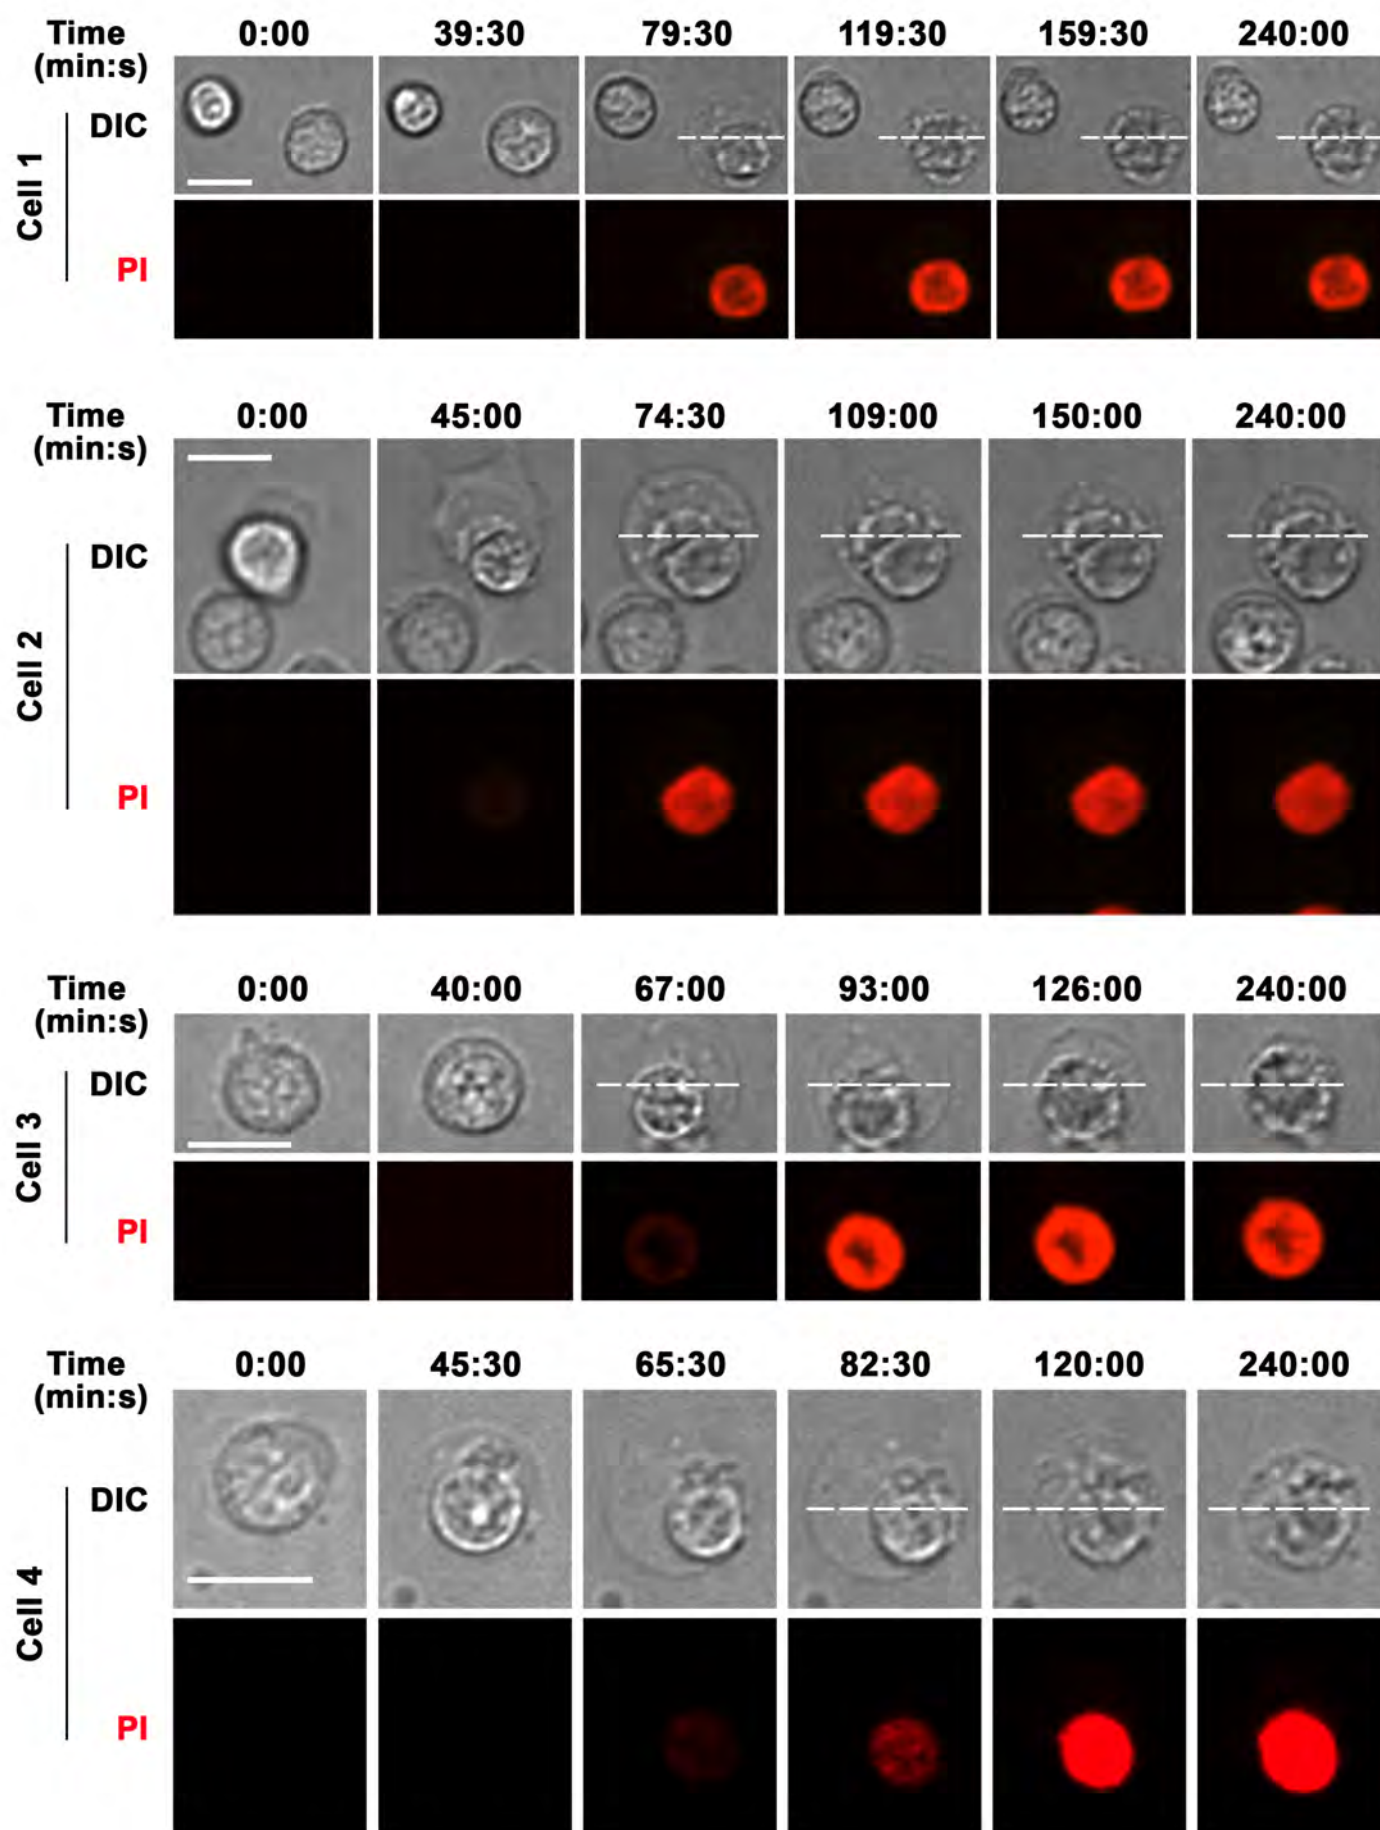 Time 0:00 39:30 79:30 119:30 159:30 240:00
(min:s)
Cell 1
DIC
PI
Time 0:00 45:00 74:30 109:00 150:00 240:00
(min:s)
Cell 2
DIC
PI
Time 0:00 40:00 67:00 93:00 126:00 240:00
(min:s)
Cell 3
DIC
PI
Time 0:00 45:30 65:30 82:30 120:00 240:00
(min:s)
Cell 4
DIC
PI